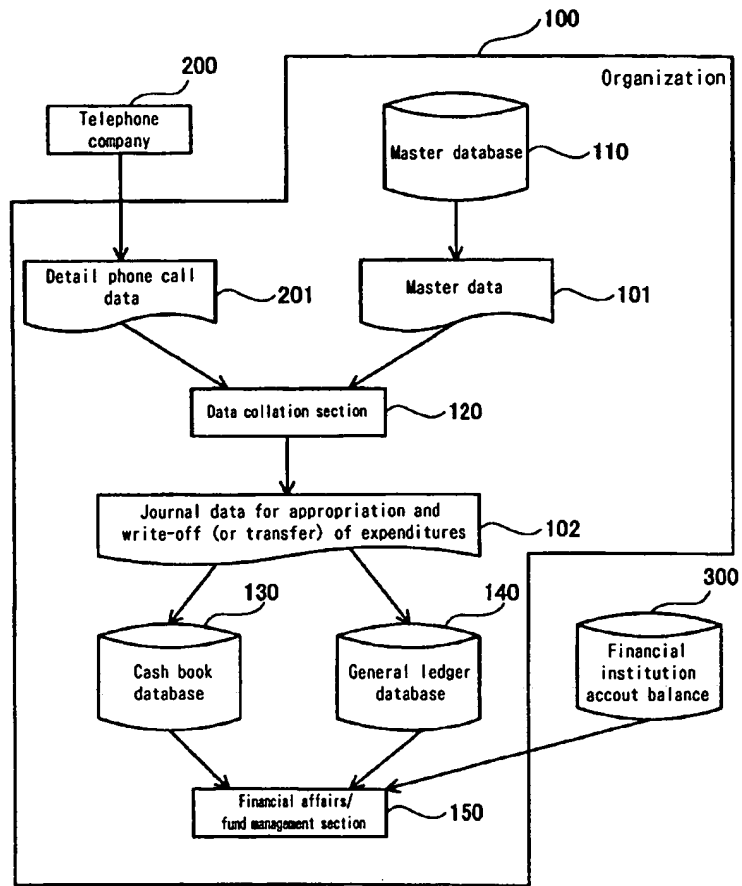 100
200
Organization
Telephone
company
Master database
110
Detail phone call
data
201
Master data
101
Data collation section
120
Journal data for appropriation and
write-off (or transfer) of expenditures
102
130
140
300
Cash book
database
General ledger
database
Financial
institution
accout balance
Financial affairs/
fund management section
150